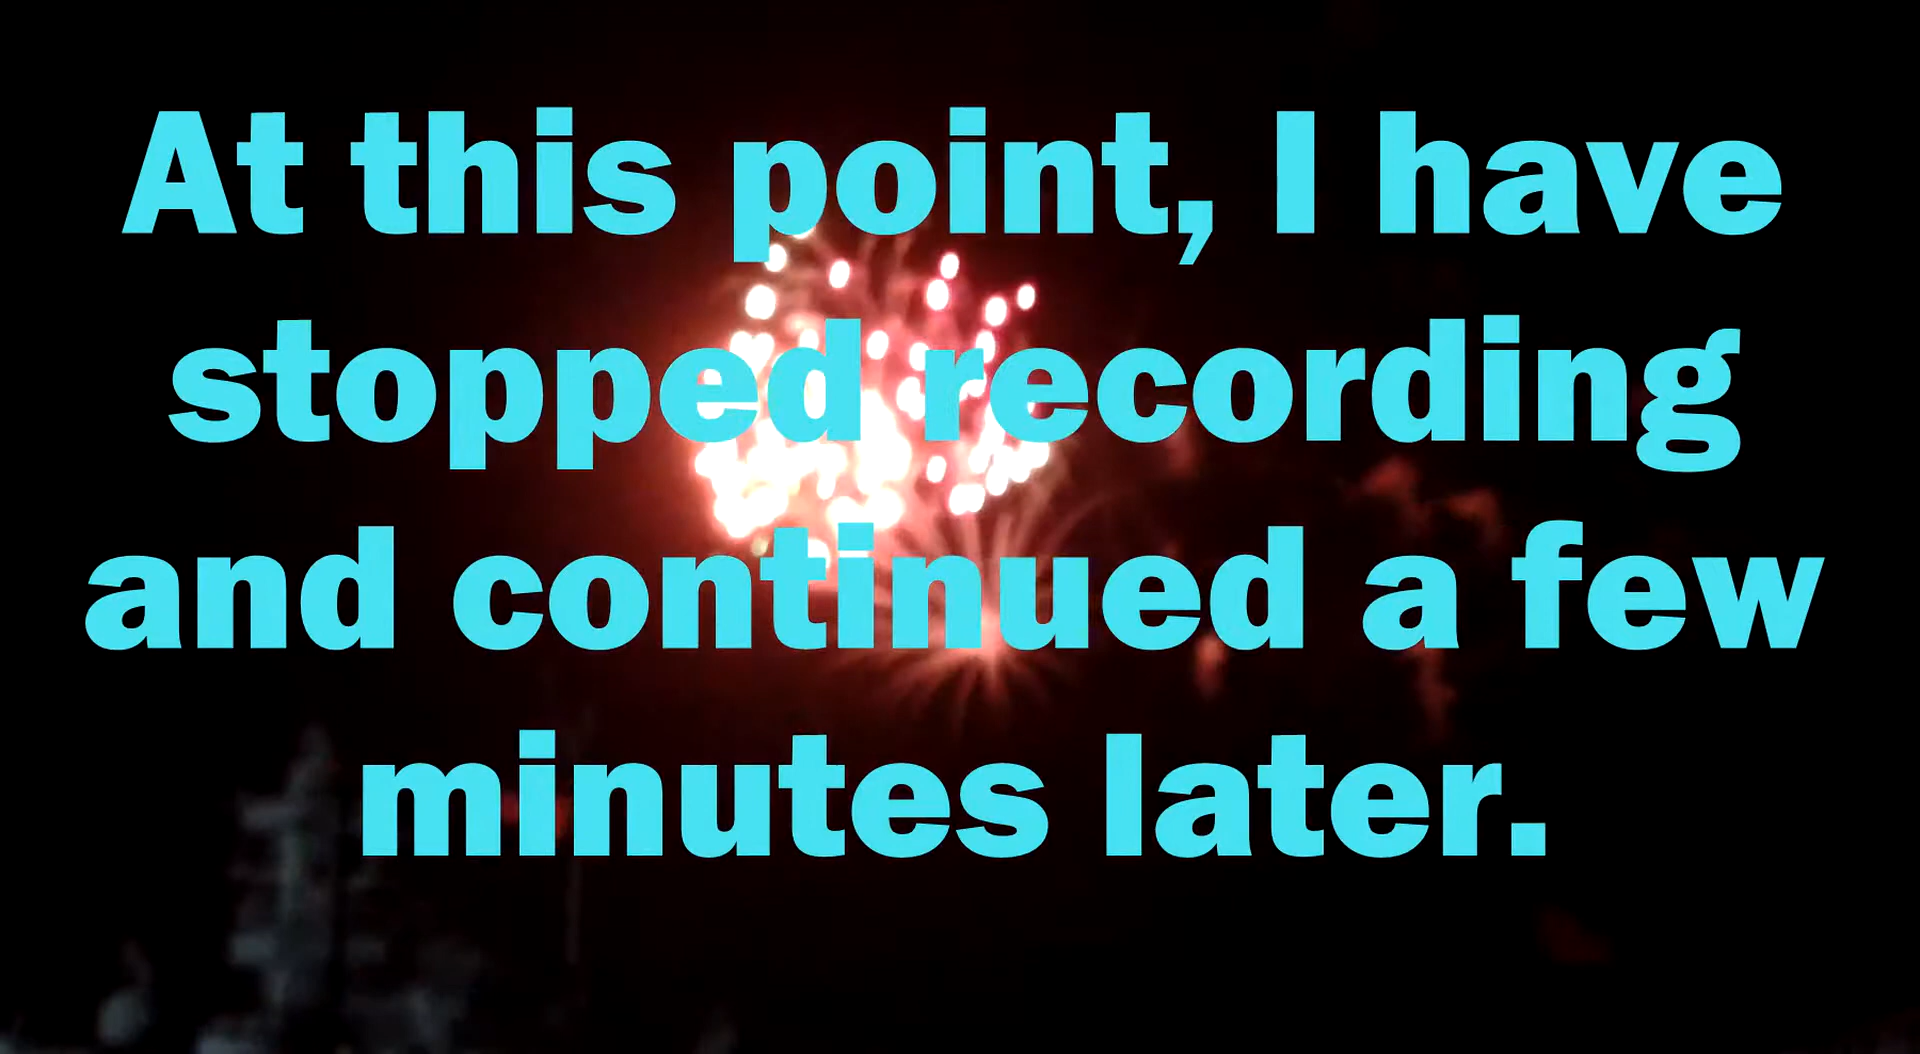 At this point, I have
stopped recording
and continued a few
minutes later.